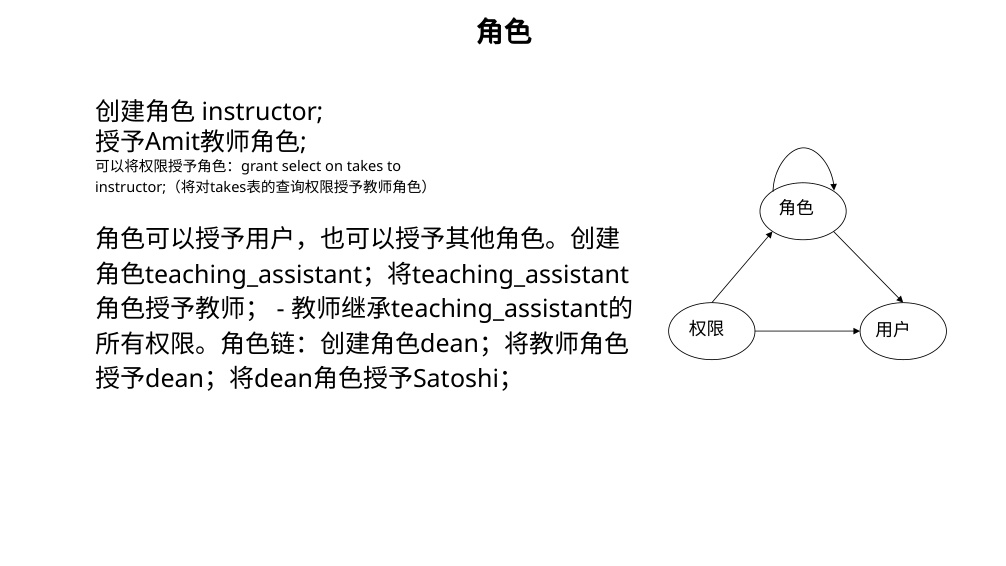 角色
创建角色 instructor;
授予Amit教师角色;
可以将权限授予角色：grant select on takes to
instructor;（将对takes表的查询权限授予教师角色）
角色可以授予用户，也可以授予其他角色。创建
角色teaching_assistant；将teaching_assistant
角色授予教师； - 教师继承teaching_assistant的
所有权限。角色链：创建角色dean；将教师角色
授予dean；将dean角色授予Satoshi；
角色
权限
用户